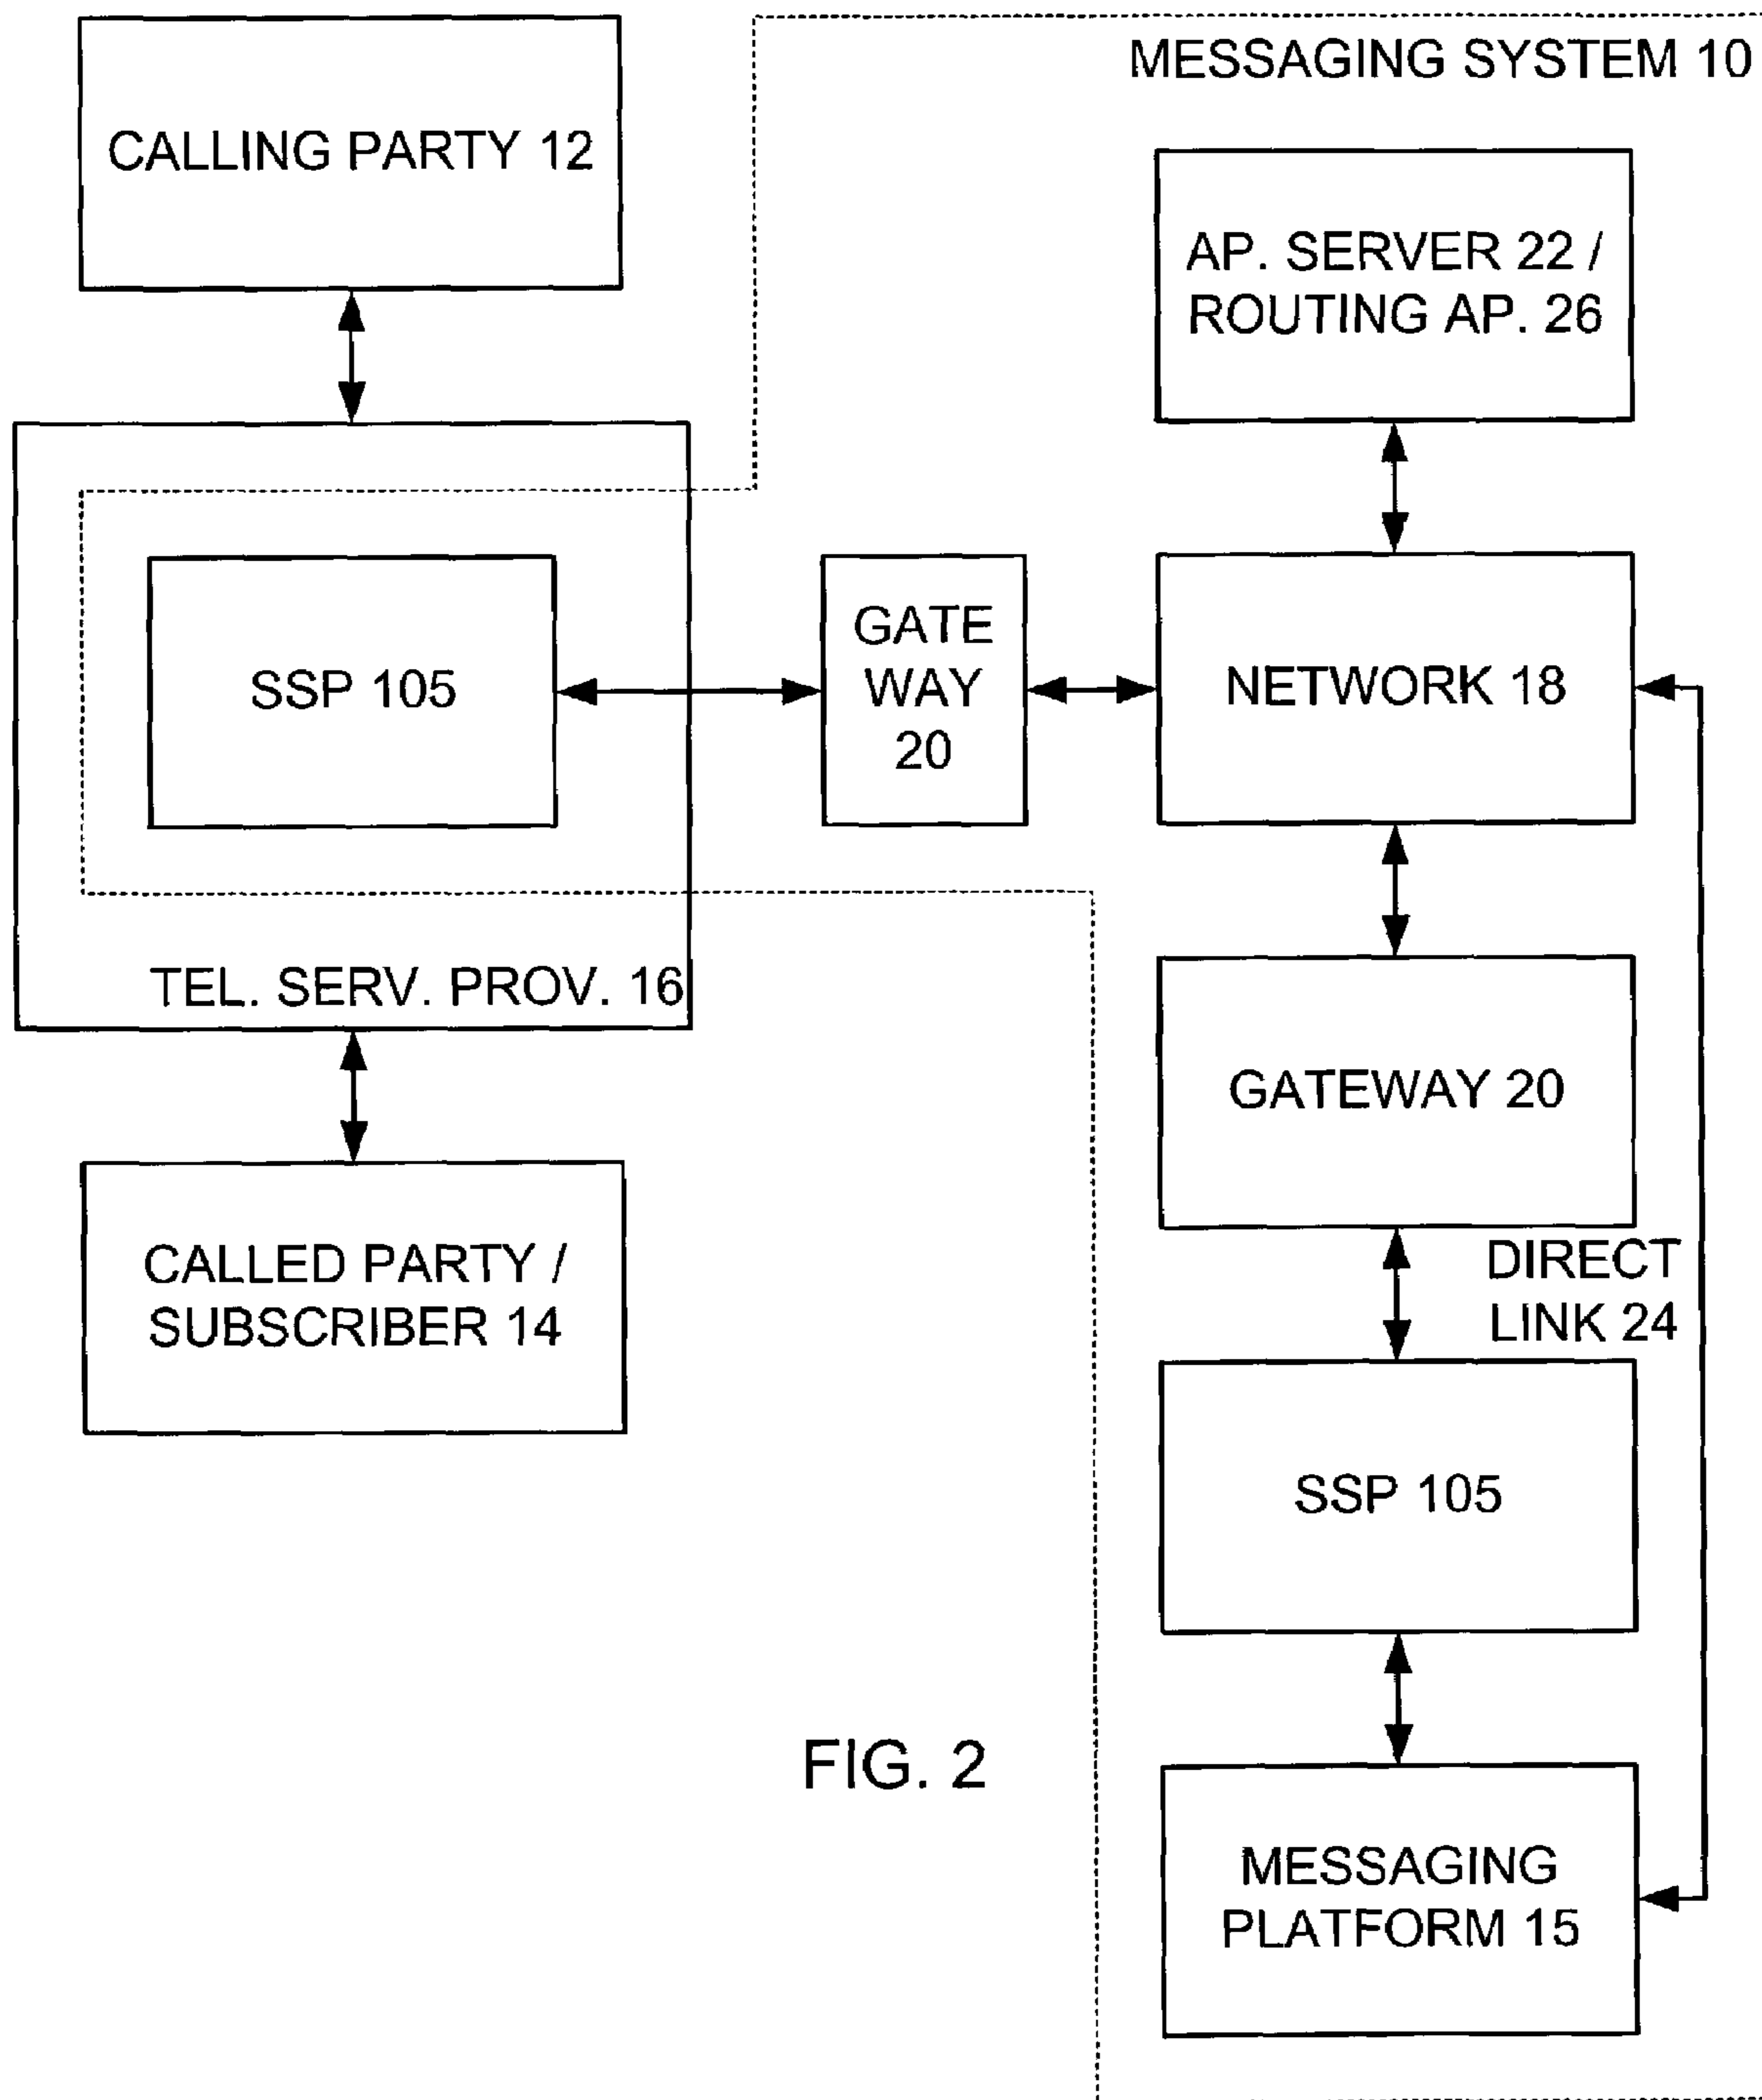 MESSAGING SYSTEM 10
CALLING PARTY 12
AP. SERVER 22 /
ROUTING AP. 26
SSP 105
GATE
WAY
20
NETWORK 18
TEL. SERV. PROV. 16
GATEWAY 20
CALLED PARTY /
SUBSCRIBER 14
DIRECT
LINK 24
SSP 105
FIG. 2
MESSAGING
PLATFORM 15